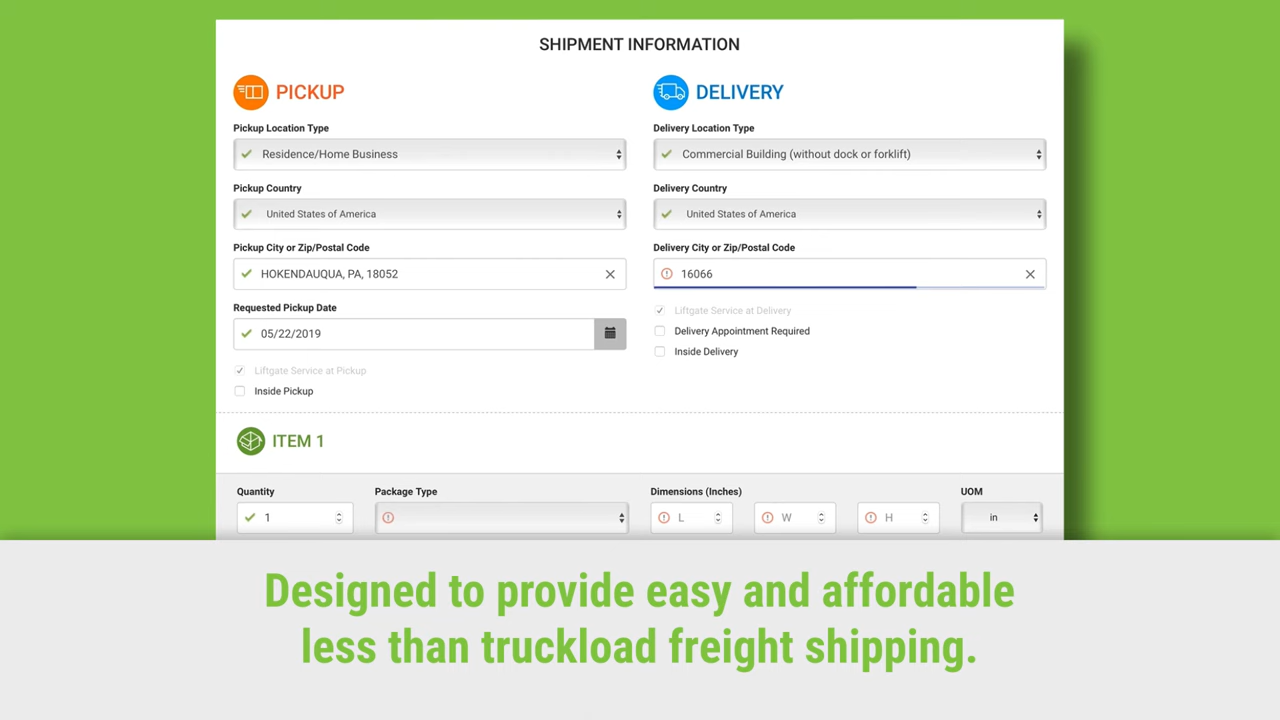 SHIPMENT INFORMATION
PICKUP
Pickup Location Type
Residence/Home Business
Pickup Country
United States of America
Pickup City or Zip/Postal Code
HOKENDAUQUA, PA, 18052
Requested Pickup Date
05/22/2019
Liftgate Service at Pickup
Inside Pickup
DELIVERY
Delivery Location Type
Commercial Building (without dock or forklift)
Delivery Country
United States of America
Delivery City or Zip/Postal Code
16066
Liftgate Service at Delivery
Delivery Appointment Required
Inside Delivery
ITEM 1
Quantity Package Type Dimensions (Inches) UOM
1 L W H in
Designed to provide easy and affordable
less than truckload freight shipping.